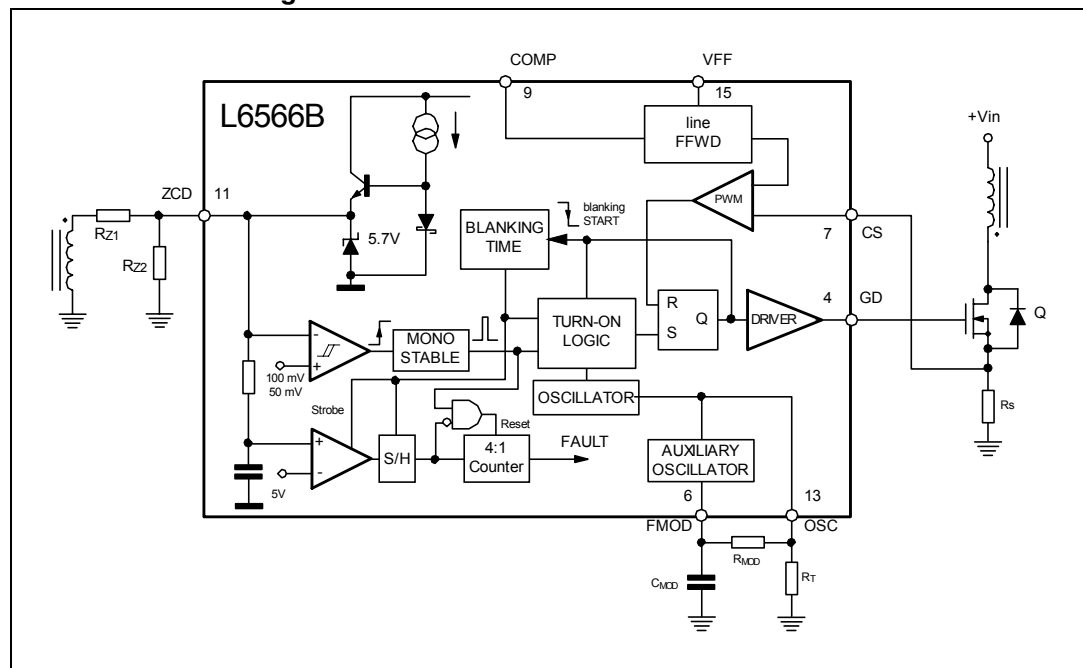 COMP
VFF
9
15
L6566B
line
FFWD
+Vin
ZCD
11
PWM
blanking
START
BLANKING
TIME
5.7V
RZ1
RZ2
7
CS
4
GD
R
S
Q
DRIVER
Q
TURN-ON
LOGIC
MONO
STABLE
100 mV
50 mV
-
+
OSCILLATOR
Strobe
Reset
Rs
FAULT
+
-
S/H
4:1
Counter
AUXILIARY
OSCILLATOR
5V
6
13
FMOD
OSC
RMOD
CMOD
RT